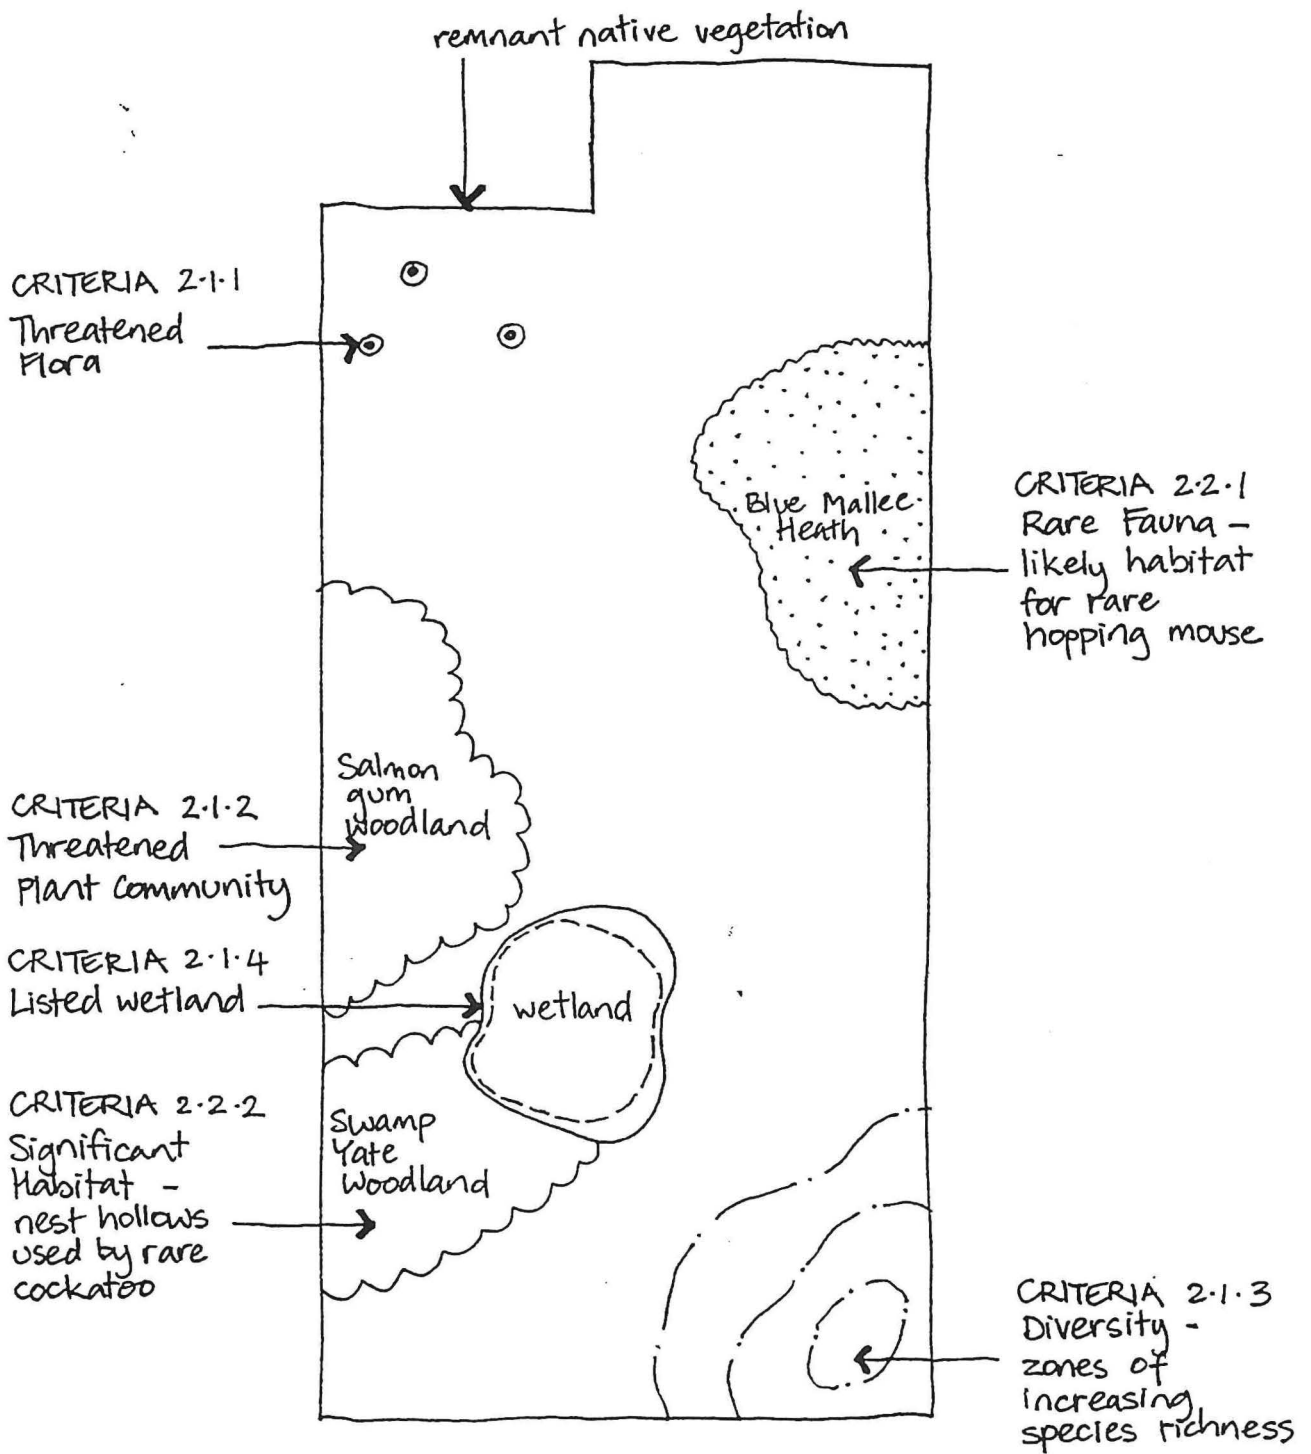 remnant native vegetation
CRITERIA 2.1.1
Threatened
Flora
Blue Mallee
Heath
CRITERIA 2.2.1
Rare Fauna -
likely habitat
for rare
hopping mouse
Salmon
gum
woodland
CRITERIA 2.1.2
Threatened
Plant Community
CRITERIA 2.1.4
Listed wetland
wetland
CRITERIA 2.2.2
Significant
Habitat -
nest hollows
used by rare
cockatoo
Swamp
Yate
Woodland
CRITERIA 2.1.3
Diversity -
zones of
increasing
species richness